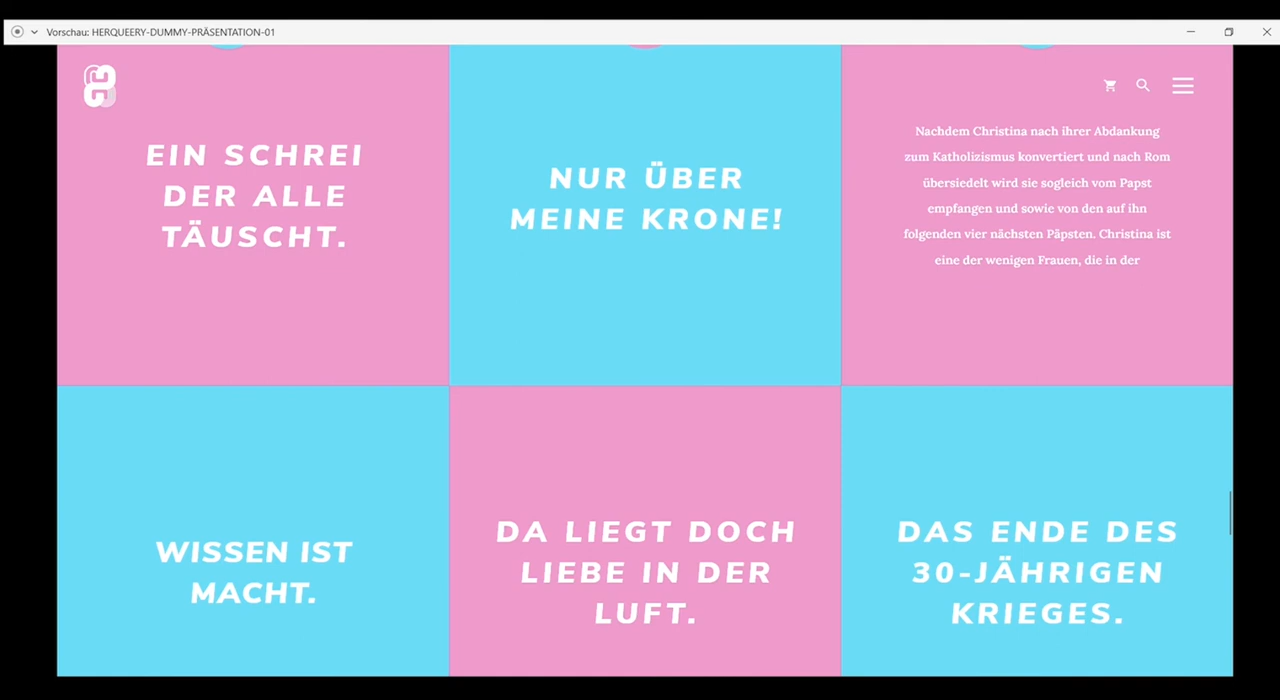 Vorschau: HERQUEERY-DUMMY-PRÄSENTATION-01
EIN SCHREI
DER ALLE
TÄUSCHT.
NUR ÜBER
MEINE KRONE!
Nachdem Christina nach ihrer Abdankung
zum Katholizismus konvertiert und nach Rom
übersiedelt wird sie sogleich vom Papst
empfangen und sowie von den auf ihn
folgenden vier nächsten Päpsten. Christina ist
eine der wenigen Frauen, die in der
WISSEN IST
MACHT.
DA LIEGT DOCH
LIEBE IN DER
LUFT.
DAS ENDE DES
30-JÄHRIGEN
KRIEGES.